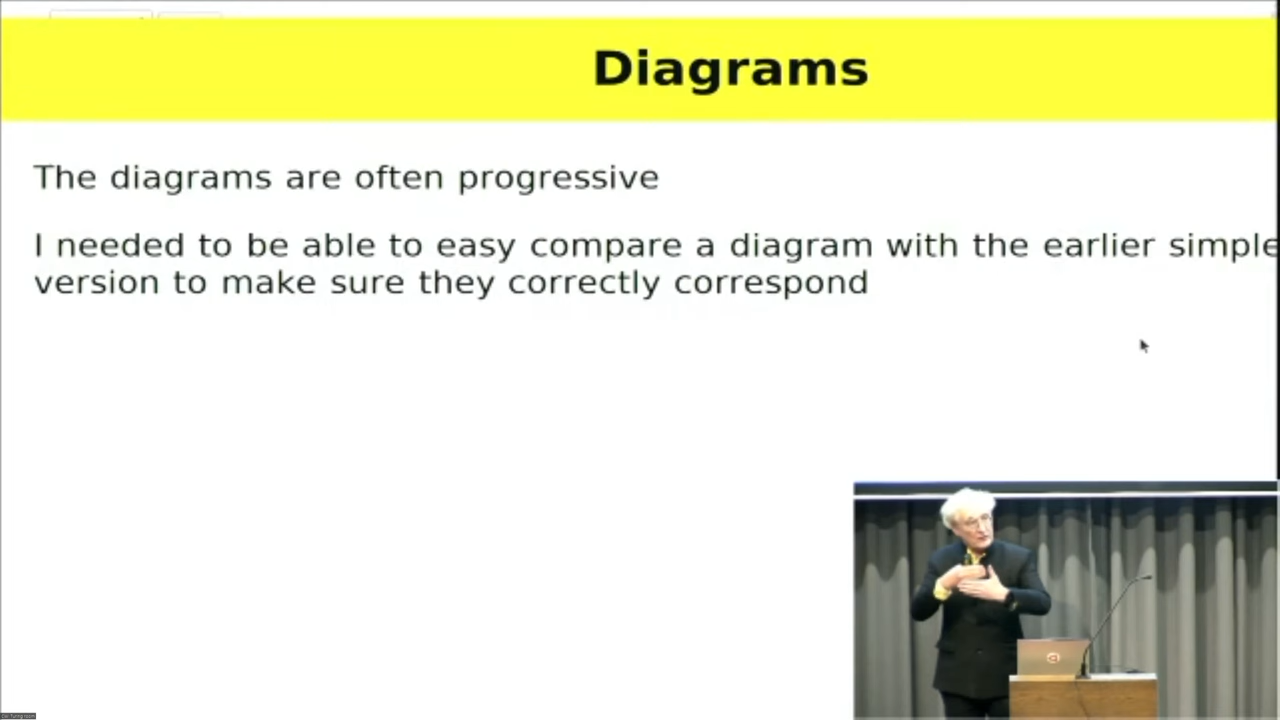 Diagrams
The diagrams are often progressive
I needed to be able to easy compare a diagram with the earlier simple
version to make sure they correctly correspond